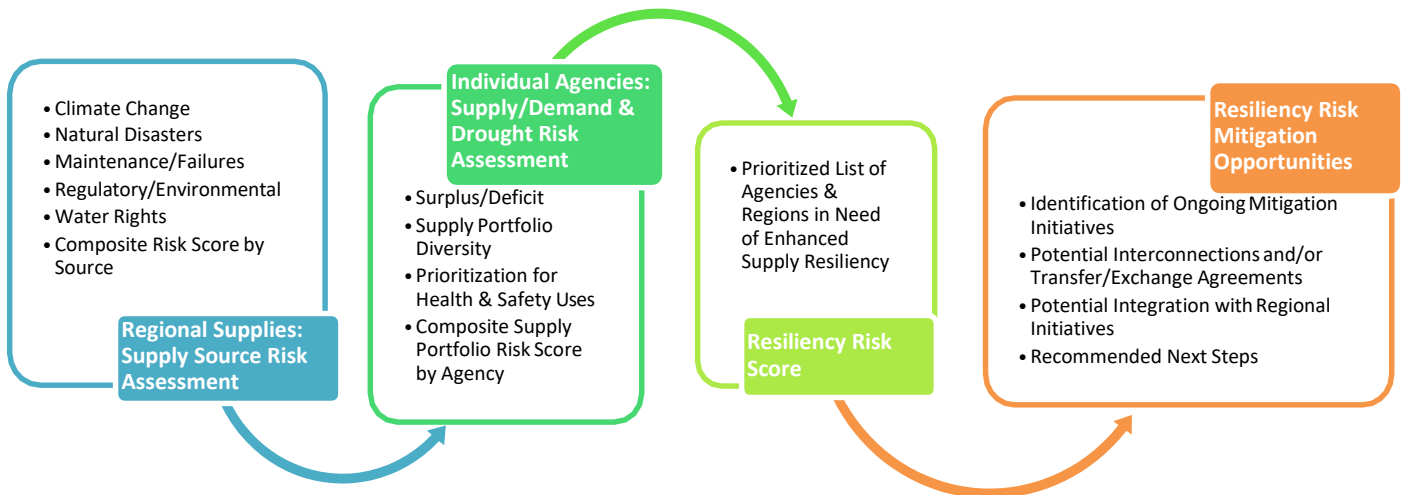 • Climate Change
• Natural Disasters
• Maintenance/Failures
• Regulatory/Environmental
• Water Rights
• Composite Risk Score by
Source
Regional Supplies:
Supply Source Risk
Assessment
Individual Agencies:
Supply/Demand &
Drought Risk
Assessment
• Surplus/Deficit
• Supply Portfolio
Diversity
• Prioritization for
Health & Safety Uses
• Composite Supply
Portfolio Risk Score
by Agency
• Prioritized List of
Agencies &
Regions in Need
of Enhanced
Supply Resiliency
Resiliency Risk
Score
Resiliency Risk
Mitigation
Opportunities
• Identification of Ongoing Mitigation
Initiatives
• Potential Interconnections and/or
Transfer/Exchange Agreements
• Potential Integration with Regional
Initiatives
• Recommended Next Steps